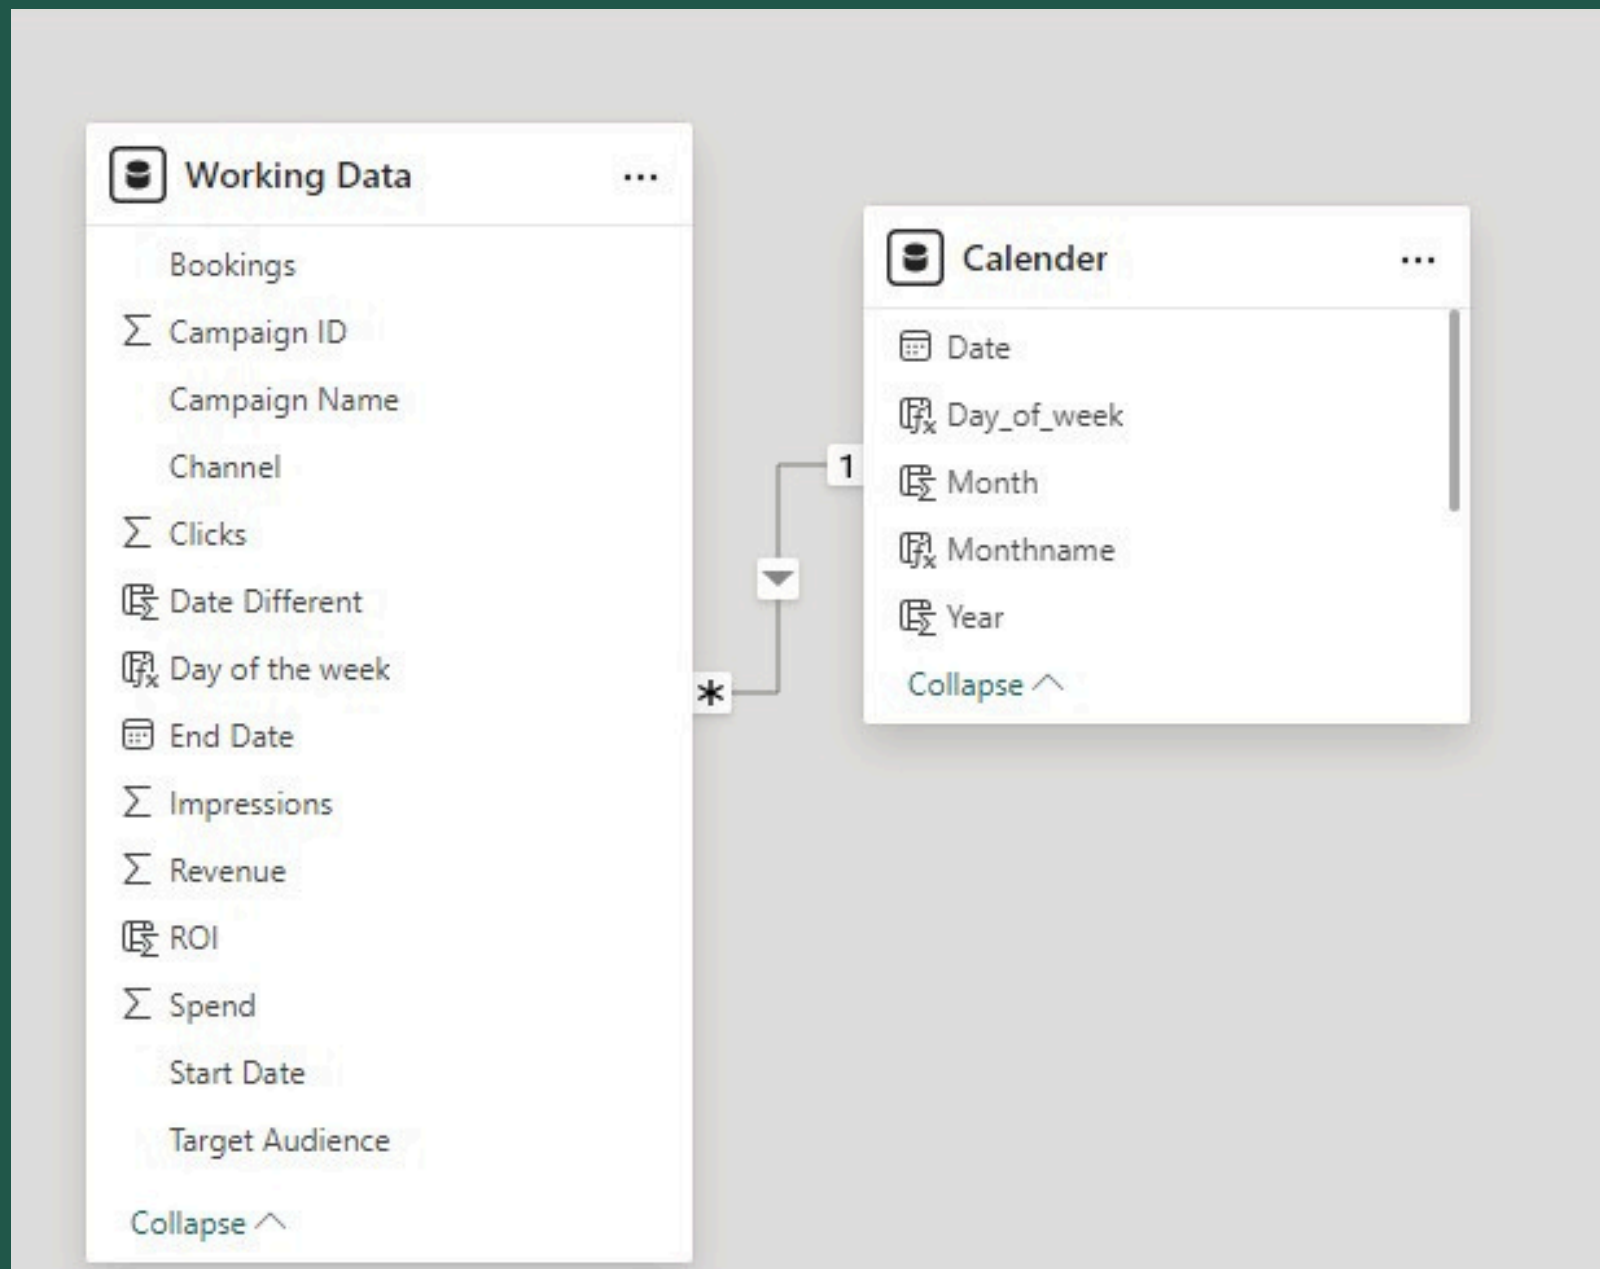 Working Data
...
Bookings
Campaign ID
Campaign Name
Channel
Clicks
Date Different
Day of the week
End Date
Impressions
Revenue
ROI
Spend
Start Date
Target Audience
Collapse
*
1
Calender
...
Date
Day_of_week
Month
Monthname
Year
Collapse